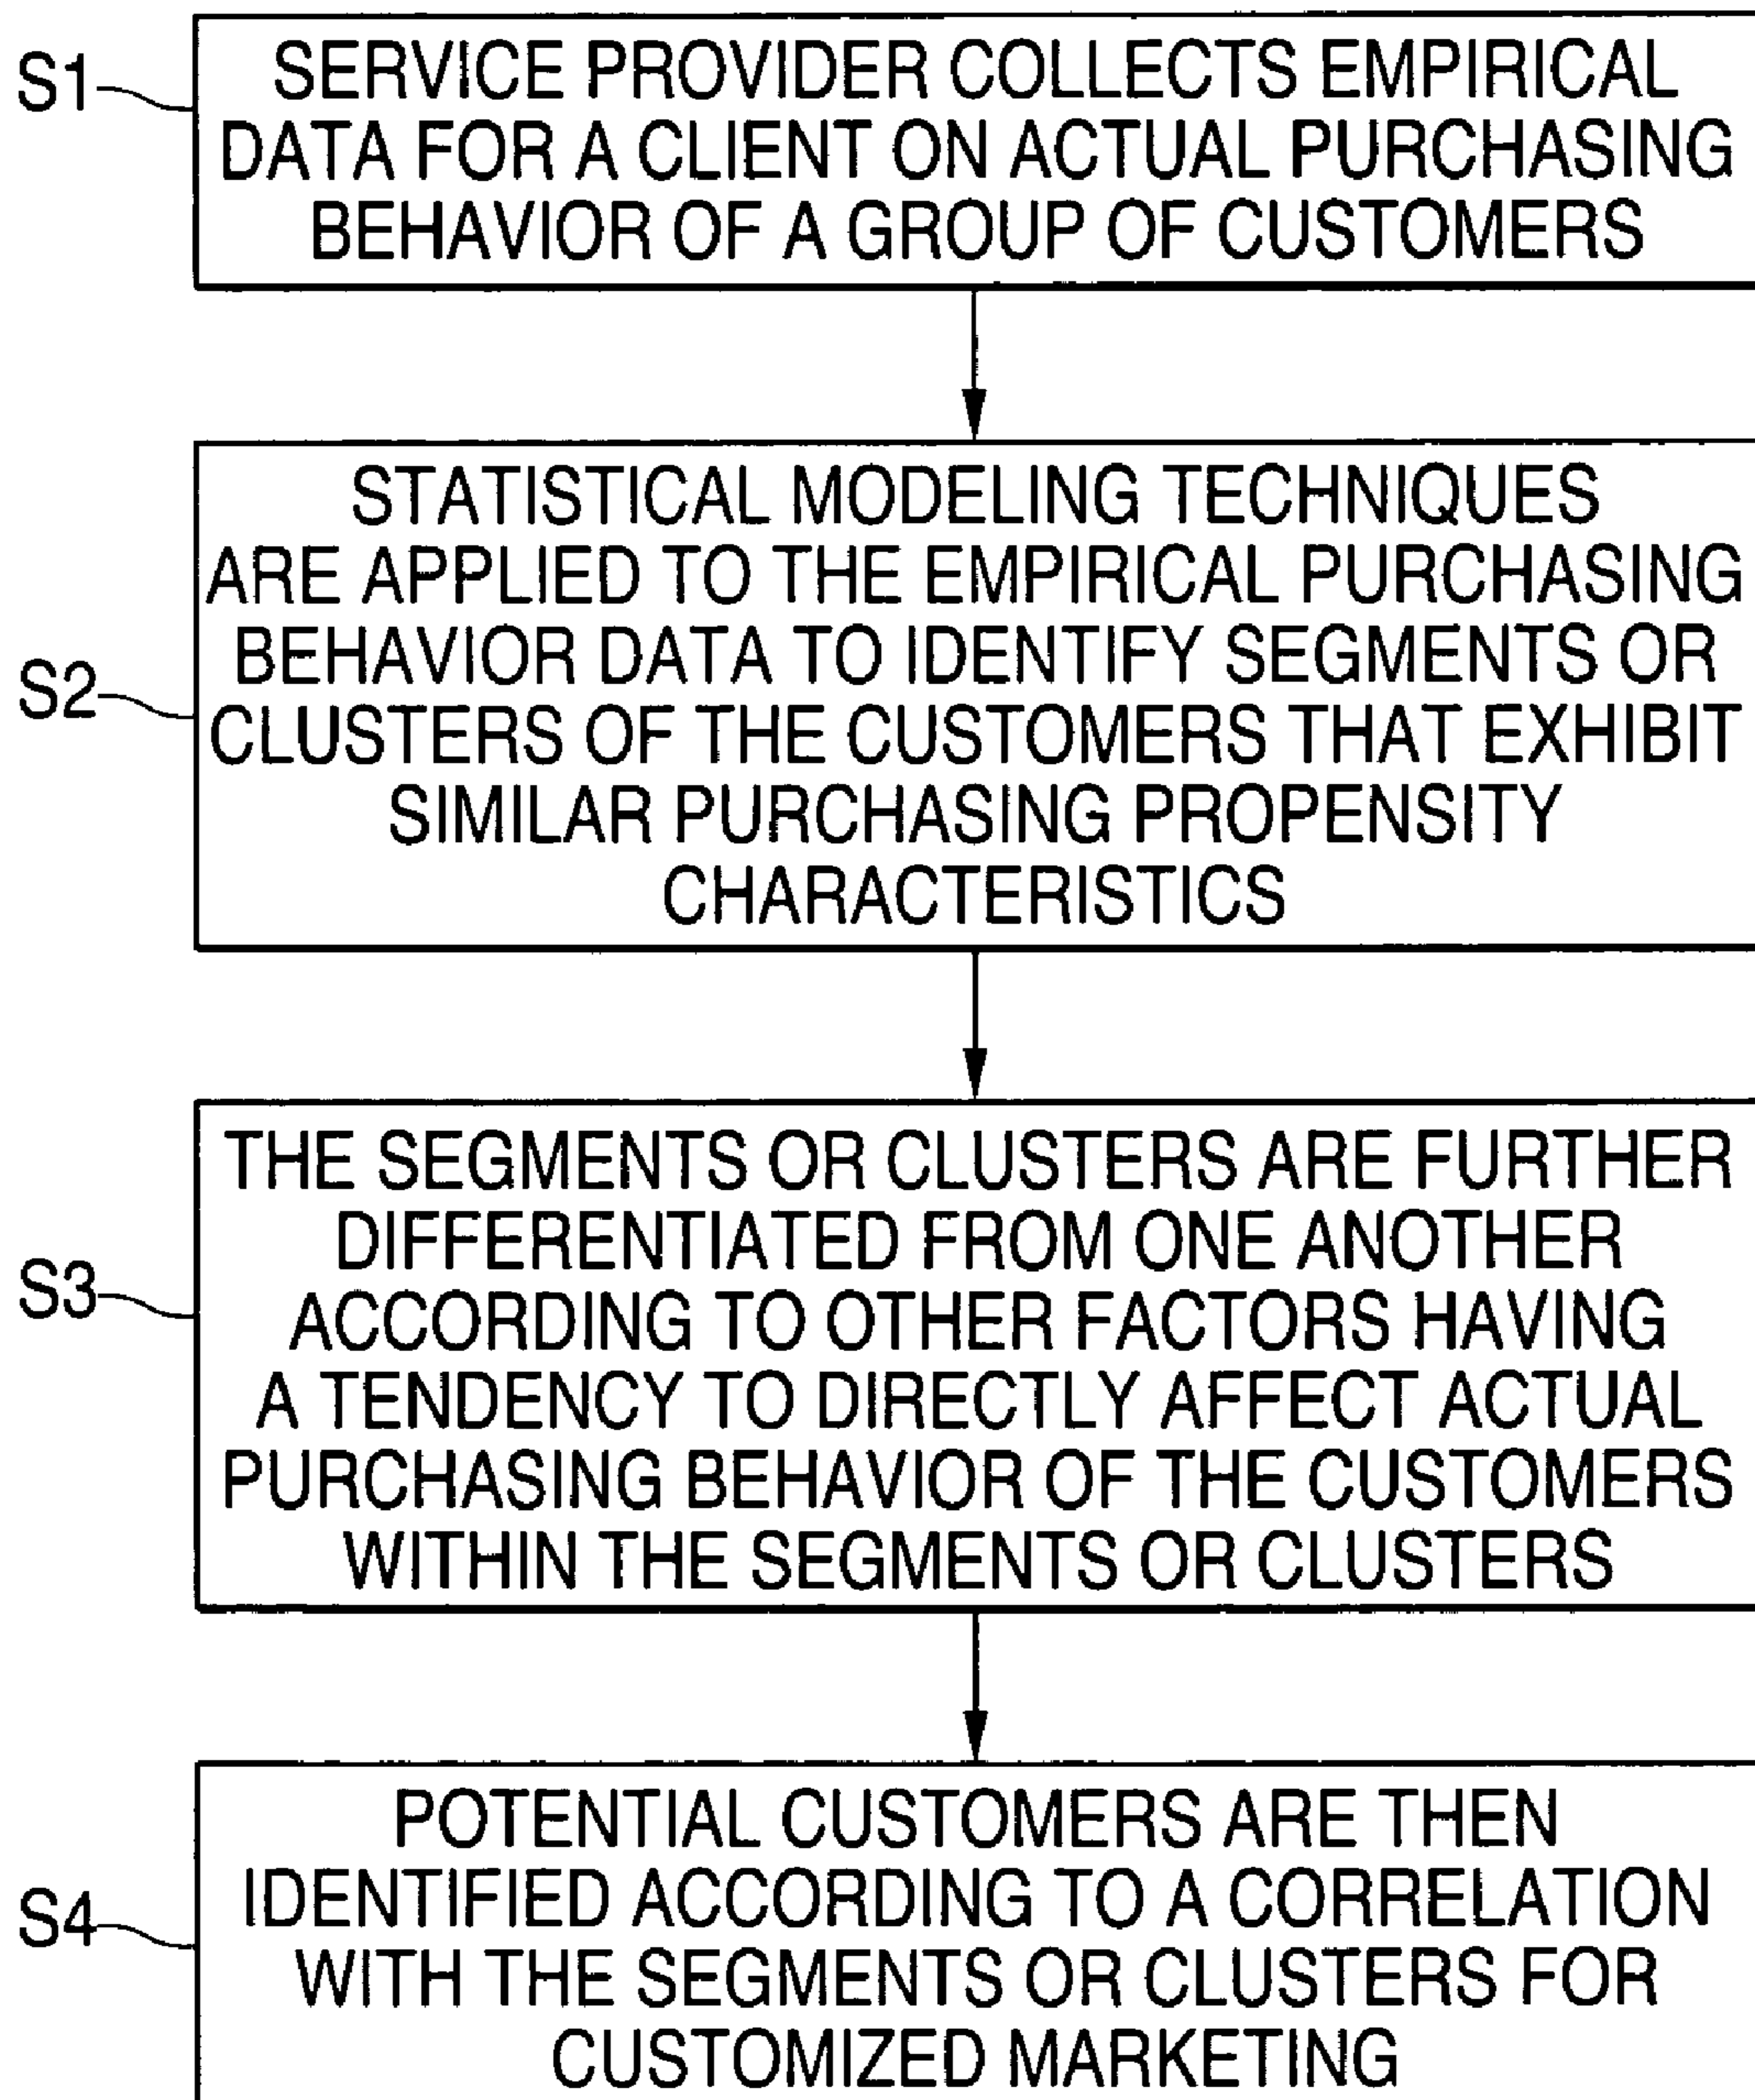 S1
SERVICE PROVIDER COLLECTS EMPIRICAL
DATA FOR A CLIENT ON ACTUAL PURCHASING
BEHAVIOR OF A GROUP OF CUSTOMERS
S2
STATISTICAL MODELING TECHNIQUES
ARE APPLIED TO THE EMPIRICAL PURCHASING
BEHAVIOR DATA TO IDENTIFY SEGMENTS OR
CLUSTERS OF THE CUSTOMERS THAT EXHIBIT
SIMILAR PURCHASING PROPENSITY
CHARACTERISTICS
S3
THE SEGMENTS OR CLUSTERS ARE FURTHER
DIFFERENTIATED FROM ONE ANOTHER
ACCORDING TO OTHER FACTORS HAVING
A TENDENCY TO DIRECTLY AFFECT ACTUAL
PURCHASING BEHAVIOR OF THE CUSTOMERS
WITHIN THE SEGMENTS OR CLUSTERS
S4
POTENTIAL CUSTOMERS ARE THEN
IDENTIFIED ACCORDING TO A CORRELATION
WITH THE SEGMENTS OR CLUSTERS FOR
CUSTOMIZED MARKETING